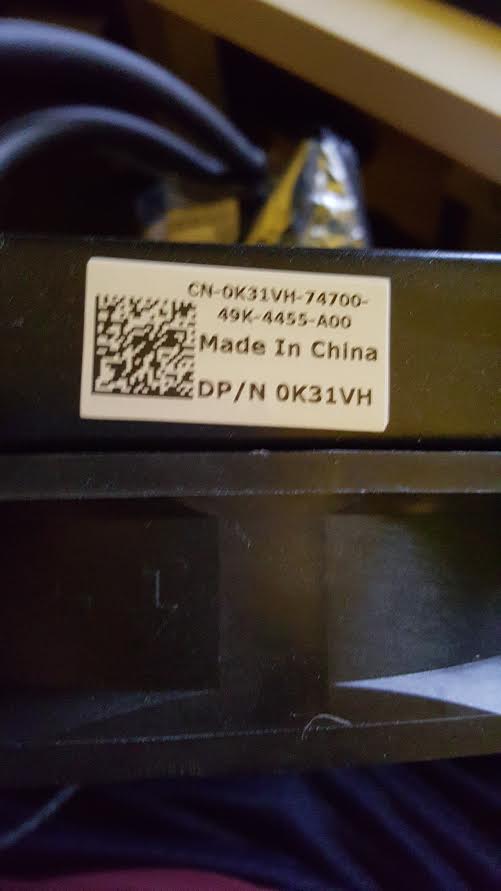 CN-0K31VH-74700-
49K-4455-A00
Made In China
DP/N 0K31VH